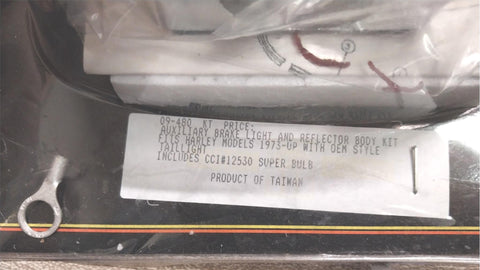 09-480 KT PRICE:
AUXILIARY BRAKE LIGHT AND REFLECTOR BODY KIT
FITS HARLEY MODELS 1973-UP WITH OEM STYLE
TAILLIGHT
INCLUDES CCI#12530 SUPER BULB
PRODUCT OF TAIWAN